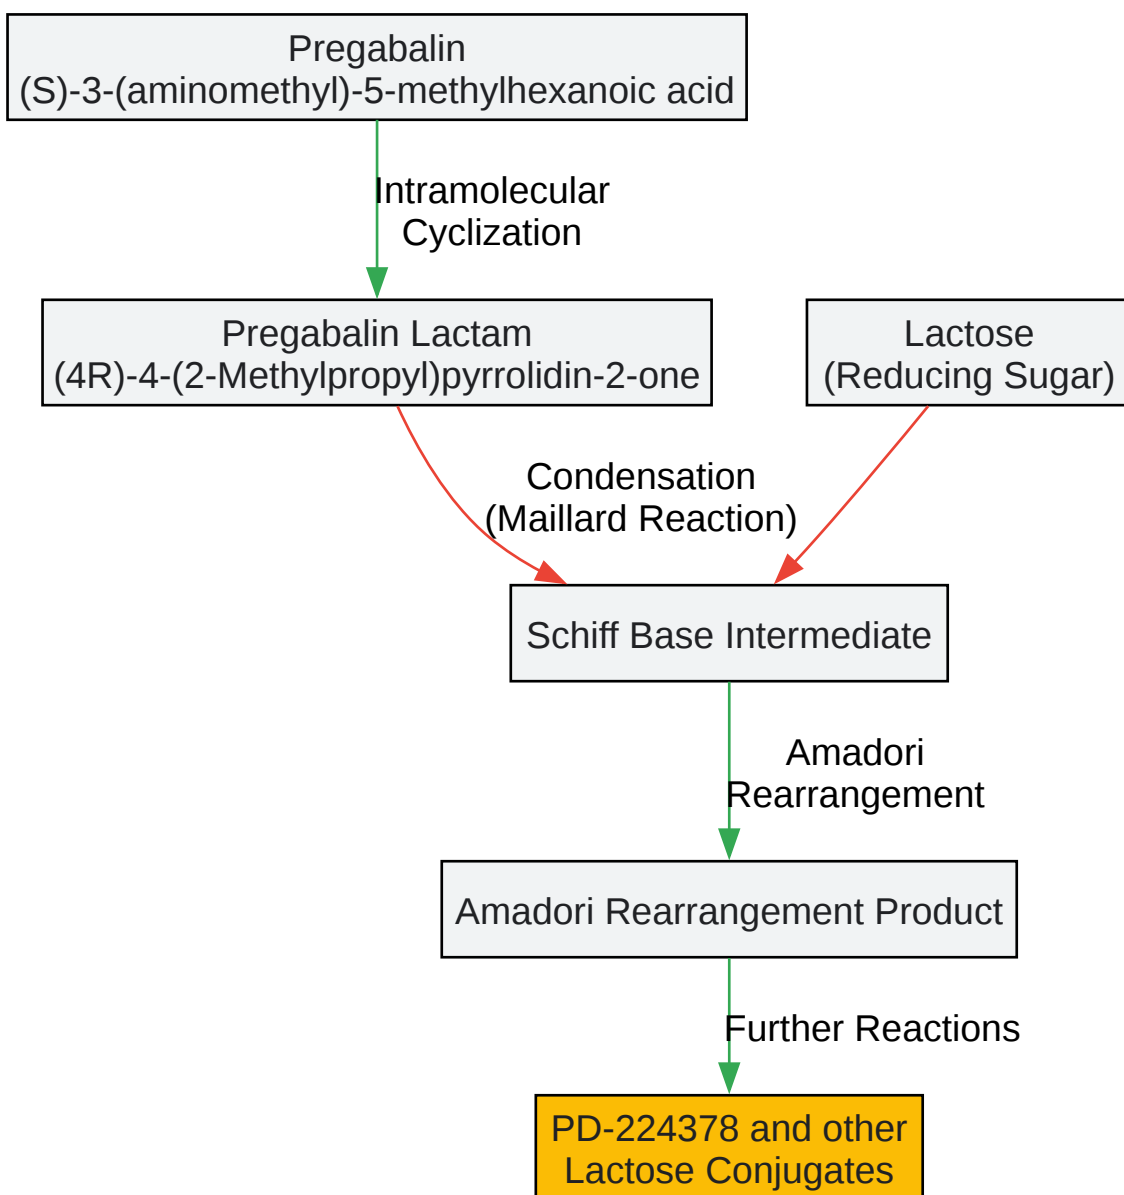 Pregabalin
(S)-3-(aminomethyl)-5-methylhexanoic acid
Intramolecular
Cyclization
Pregabalin Lactam
(4R)-4-(2-Methylpropyl)pyrrolidin-2-one
Lactose
(Reducing Sugar)
Condensation
(Maillard Reaction)
Schiff Base Intermediate
Amadori
Rearrangement
Amadori Rearrangement Product
Further Reactions
PD-224378 and other
Lactose Conjugates